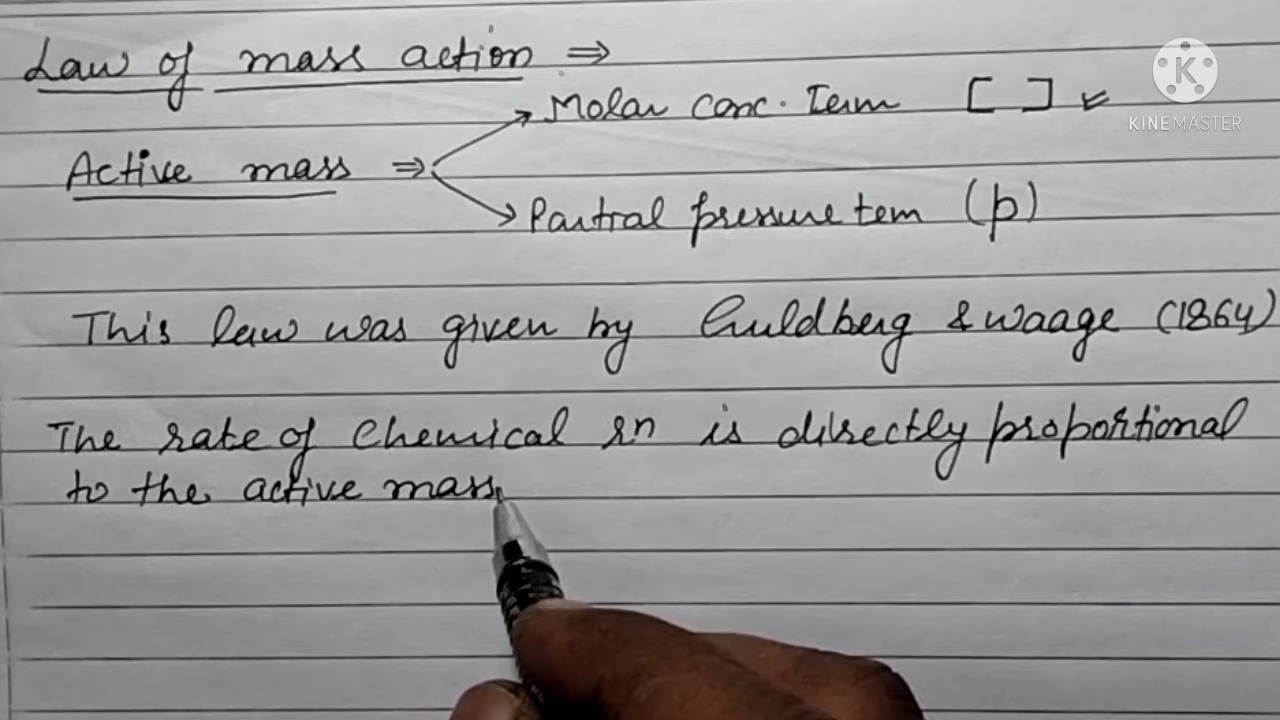 Law of mass action ⇒
Molar conc. Term [ ]
Active mass ⇒
Partial pressure tem (p)
This law was given by Guldberg & waage (1864)
The rate of chemical rn is directly proportional
to the active mass
K
KINEMASTER